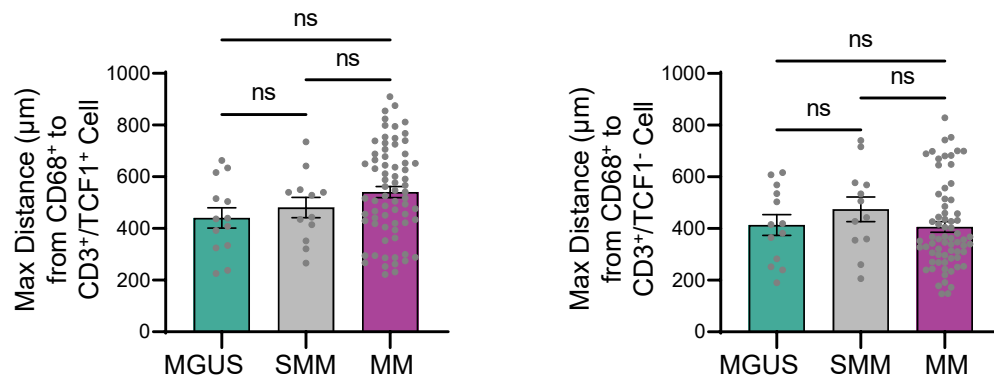 ns
ns
ns
1000
800
600
400
200
0
Max Distance (μm)
from CD68⁺ to
CD3⁺/TCF1⁺ Cell
MGUS SMM MM
ns
ns
ns
1000
800
600
400
200
0
Max Distance (μm)
from CD68⁺ to
CD3⁺/TCF1⁻ Cell
MGUS SMM MM